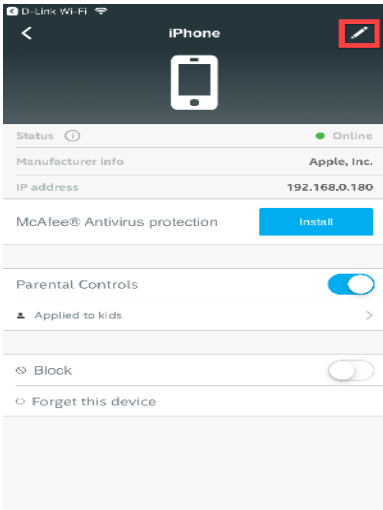 D-Link Wi-Fi
iPhone
Status
Online
Manufacturer info
Apple, Inc.
IP address
192.168.0.180
McAfee® Antivirus protection
Install
Parental Controls
Applied to kids
Block
Forget this device